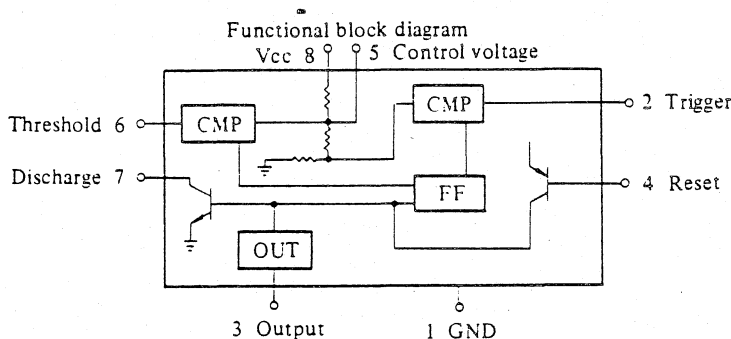 Functional block diagram
Vcc 8 5 Control voltage
CMP
2 Trigger
Threshold 6
CMP
Discharge 7
FF
4 Reset
OUT
3 Output
1 GND